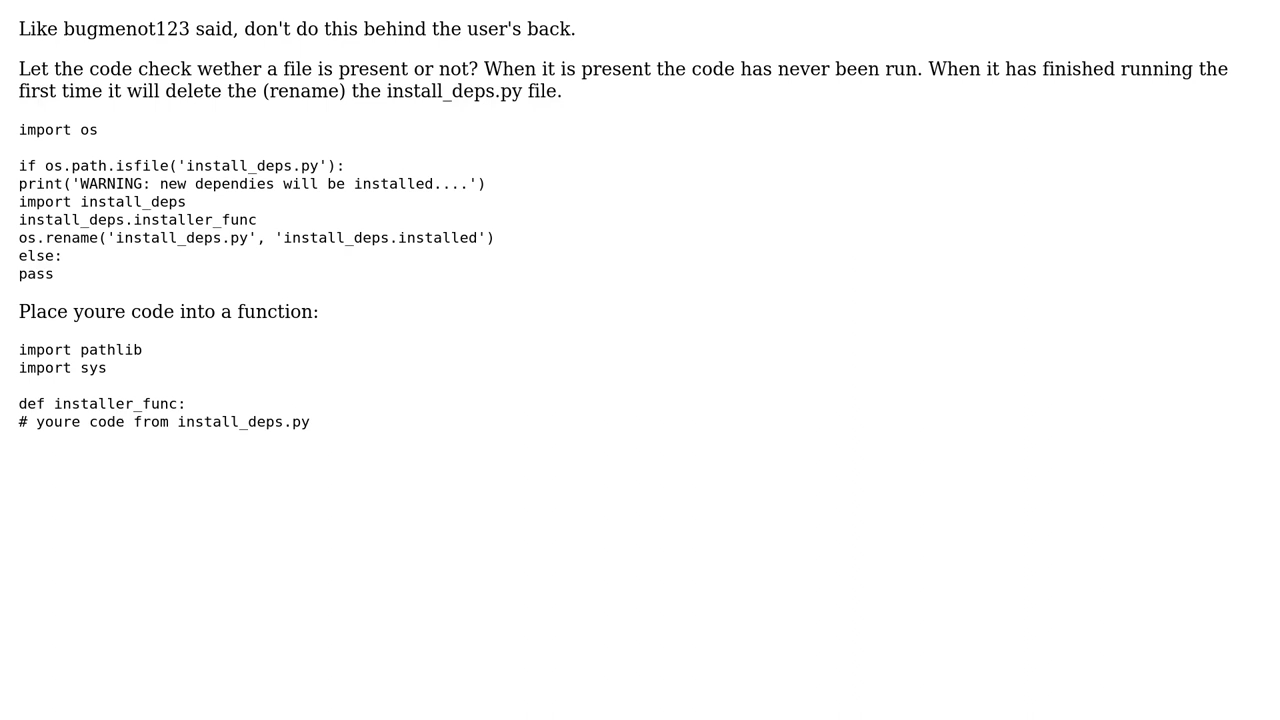 Like bugmenot123 said, don't do this behind the user's back.
Let the code check wether a file is present or not? When it is present the code has never been run. When it has finished running the
first time it will delete the (rename) the install_deps.py file.
import os
if os.path.isfile('install_deps.py'):
print('WARNING: new dependies will be installed....')
import install_deps
install_deps.installer_func
os.rename('install_deps.py', 'install_deps.installed')
else:
pass
Place youre code into a function:
import pathlib
import sys
def installer_func:
# youre code from install_deps.py